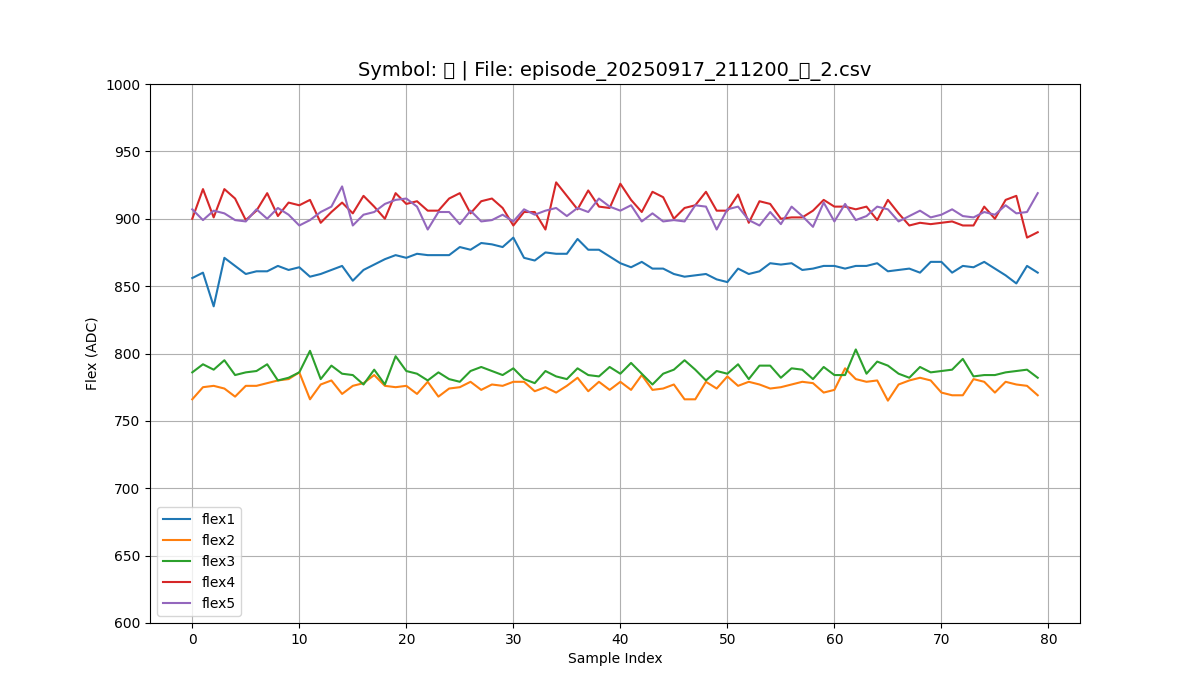 Symbol: | File: episode_20250917_211200_ _2.csv
1000
950
900
850
800
750
700
650
600
Flex (ADC)
flex1
flex2
flex3
flex4
flex5
0 10 20 30 40 50 60 70 80
Sample Index